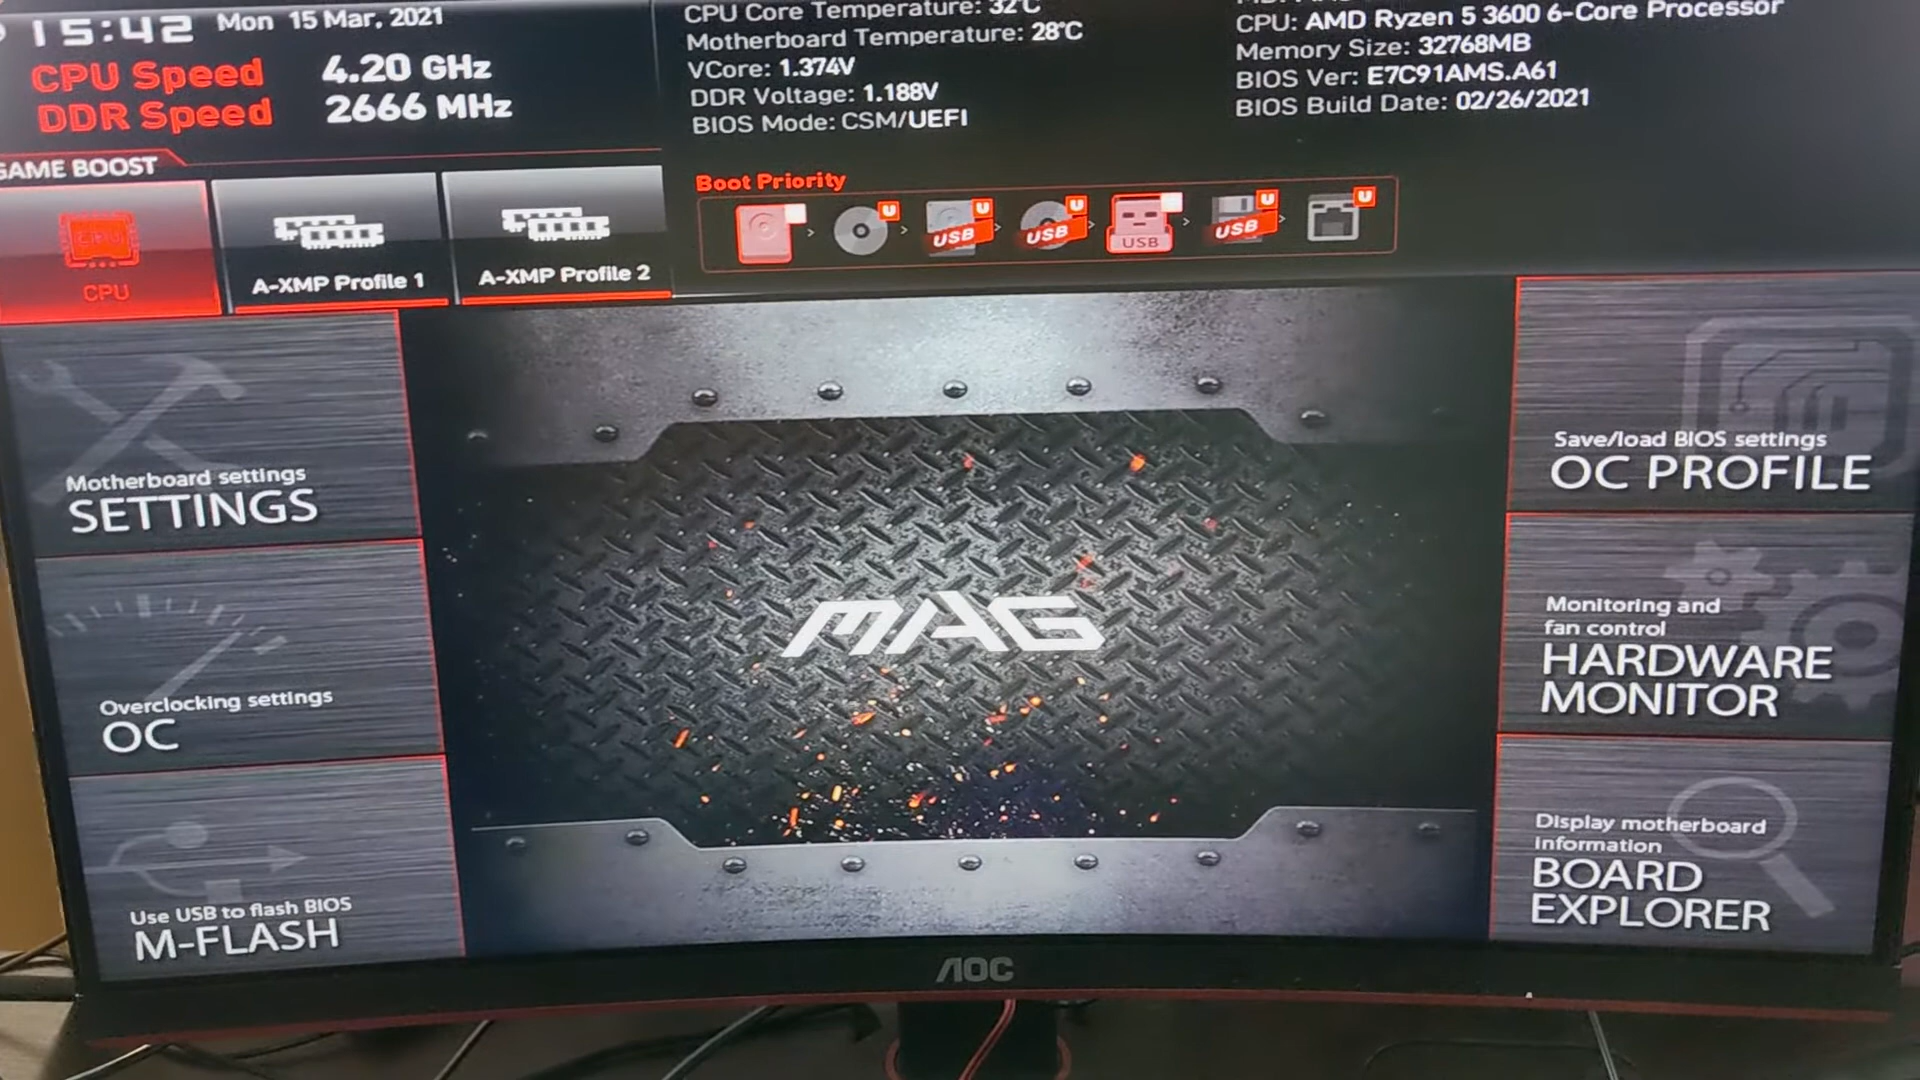 15:42 Mon 15 Mar, 2021
CPU Speed 4.20 GHz
DDR Speed 2666 MHz
CPU Core Temperature: 32°C
Motherboard Temperature: 28°C
VCore: 1.374V
DDR Voltage: 1.188V
BIOS Mode: CSM/UEFI
CPU: AMD Ryzen 5 3600 6-Core Processor
Memory Size: 32768MB
BIOS Ver: E7C91AMS.A61
BIOS Build Date: 02/26/2021
GAME BOOST
CPU
CPU
A-XMP Profile 1
A-XMP Profile 2
Boot Priority
U
U USB
U USB
USB
U USB
U
Motherboard settings
SETTINGS
Overclocking settings
OC
Use USB to flash BIOS
M-FLASH
MAG
Save/load BIOS settings
OC PROFILE
Monitoring and
fan control
HARDWARE
MONITOR
Display motherboard
information
BOARD
EXPLORER
AOC